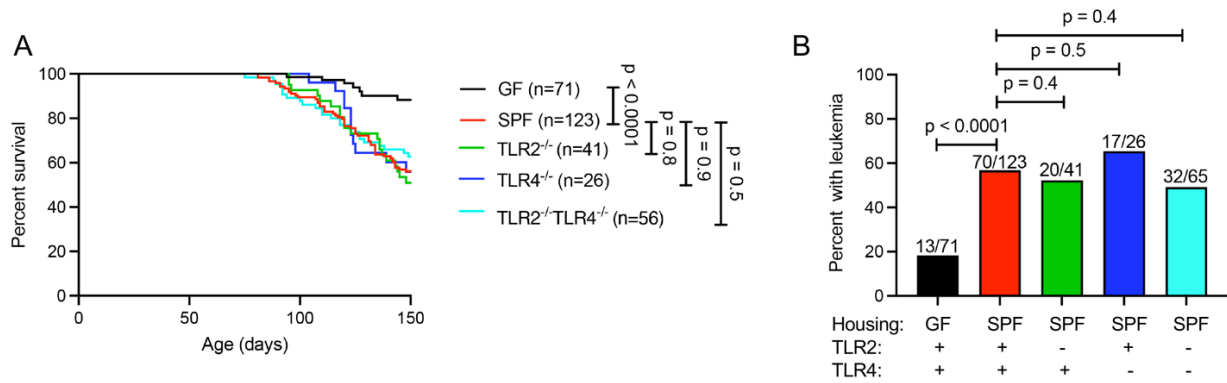 A
Percent survival
100
80
60
40
20
0
0 50 100 150
Age (days)
GF (n=71)
SPF (n=123)
TLR2-/- (n=41)
TLR4-/- (n=26)
TLR2-/-TLR4-/- (n=56)
p < 0.0001
p = 0.8
p = 0.9
p = 0.5
B
Percent with leukemia
100
80
60
40
20
0
p = 0.4
p = 0.5
p = 0.4
p < 0.0001
13/71 70/123 20/41 17/26 32/65
Housing: GF SPF SPF SPF SPF
TLR2: + + - + -
TLR4: + + + - -